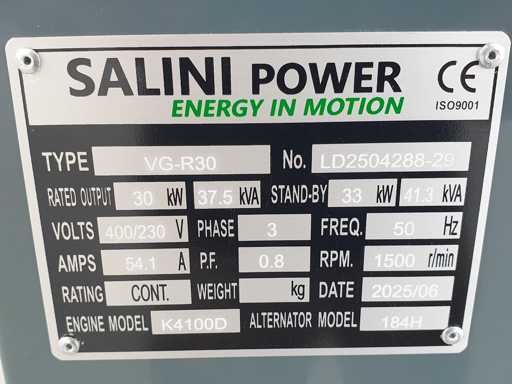 SALINI POWER CE
ENERGY IN MOTION ISO9001
TYPE VG-R30 No. LD2504288-29
RATED OUTPUT 30 kW 37.5 kVA STAND-BY 33 kW 41.3 kVA
VOLTS 400/230 V PHASE 3 FREQ. 50 Hz
AMPS 54.1 A P.F. 0.8 RPM. 1500 r/min
RATING CONT. WEIGHT kg DATE 2025/06
ENGINE MODEL K4100D ALTERNATOR MODEL 184H